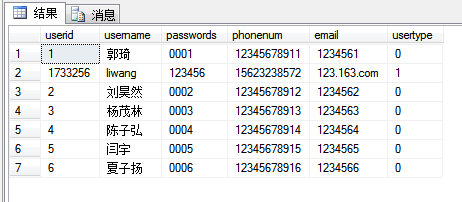 结果 消息
userid username passwords phonenum email usertype
1 1 郭琦 0001 12345678911 1234561 0
2 1733256 liwang 123456 15623238572 123.163.com 1
3 2 刘昊然 0002 12345678912 1234562 0
4 3 杨茂林 0003 12345678913 1234563 0
5 4 陈子弘 0004 12345678914 1234564 0
6 5 闫宇 0005 12345678915 1234565 0
7 6 夏子扬 0006 12345678916 1234566 0